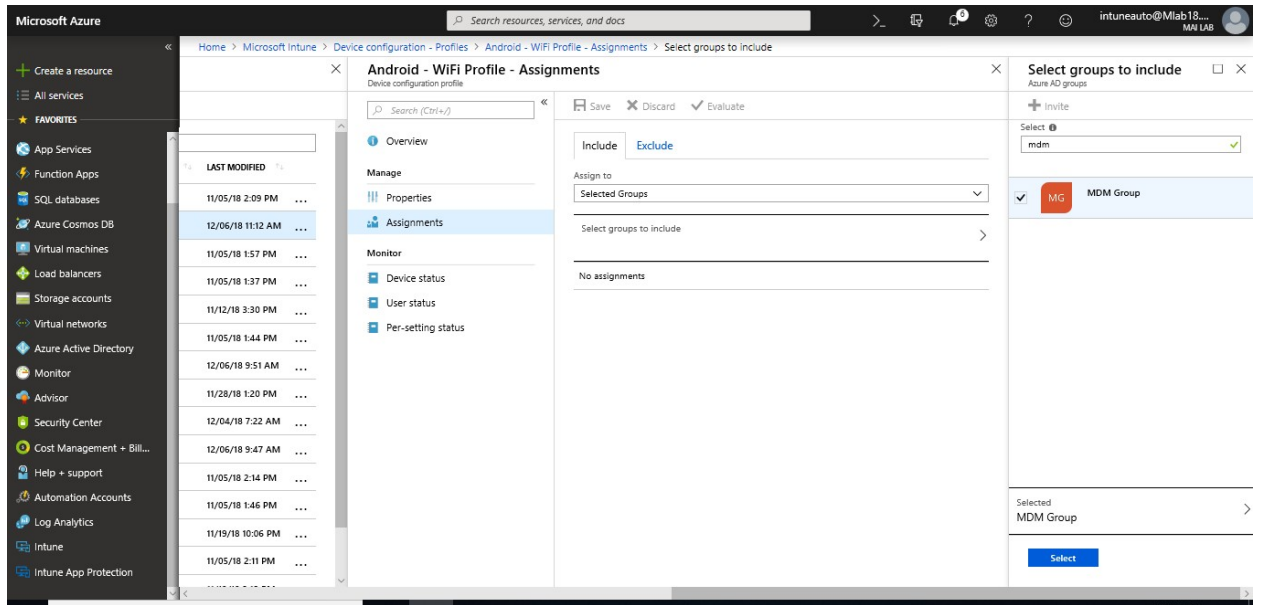 Microsoft Azure
Search resources, services, and docs
6
intuneauto@Mlab18....
MAI LAB
Home > Microsoft Intune > Device configuration - Profiles > Android - WiFi Profile - Assignments > Select groups to include
Create a resource
All services
FAVORITES
App Services
Function Apps
SQL databases
Azure Cosmos DB
Virtual machines
Load balancers
Storage accounts
Virtual networks
Azure Active Directory
Monitor
Advisor
Security Center
Cost Management + Bill...
Help + support
Automation Accounts
Log Analytics
Intune
Intune App Protection
LAST MODIFIED
11/05/18 2:09 PM ...
12/06/18 11:12 AM ...
11/05/18 1:57 PM ...
11/05/18 1:37 PM ...
11/12/18 3:30 PM ...
11/05/18 1:44 PM ...
12/06/18 9:51 AM ...
11/28/18 1:20 PM ...
12/04/18 7:22 AM ...
12/06/18 9:47 AM ...
11/05/18 2:14 PM ...
11/05/18 1:46 PM ...
11/19/18 10:06 PM ...
11/05/18 2:11 PM ...
Android - WiFi Profile - Assignments
Device configuration profile
Search (Ctrl+/)
Overview
Manage
Properties
Assignments
Monitor
Device status
User status
Per-setting status
Save Discard Evaluate
Include Exclude
Assign to
Selected Groups
Select groups to include
No assignments
Select groups to include
Azure AD groups
Invite
Select
mdm
MG MDM Group
Selected
MDM Group
Select